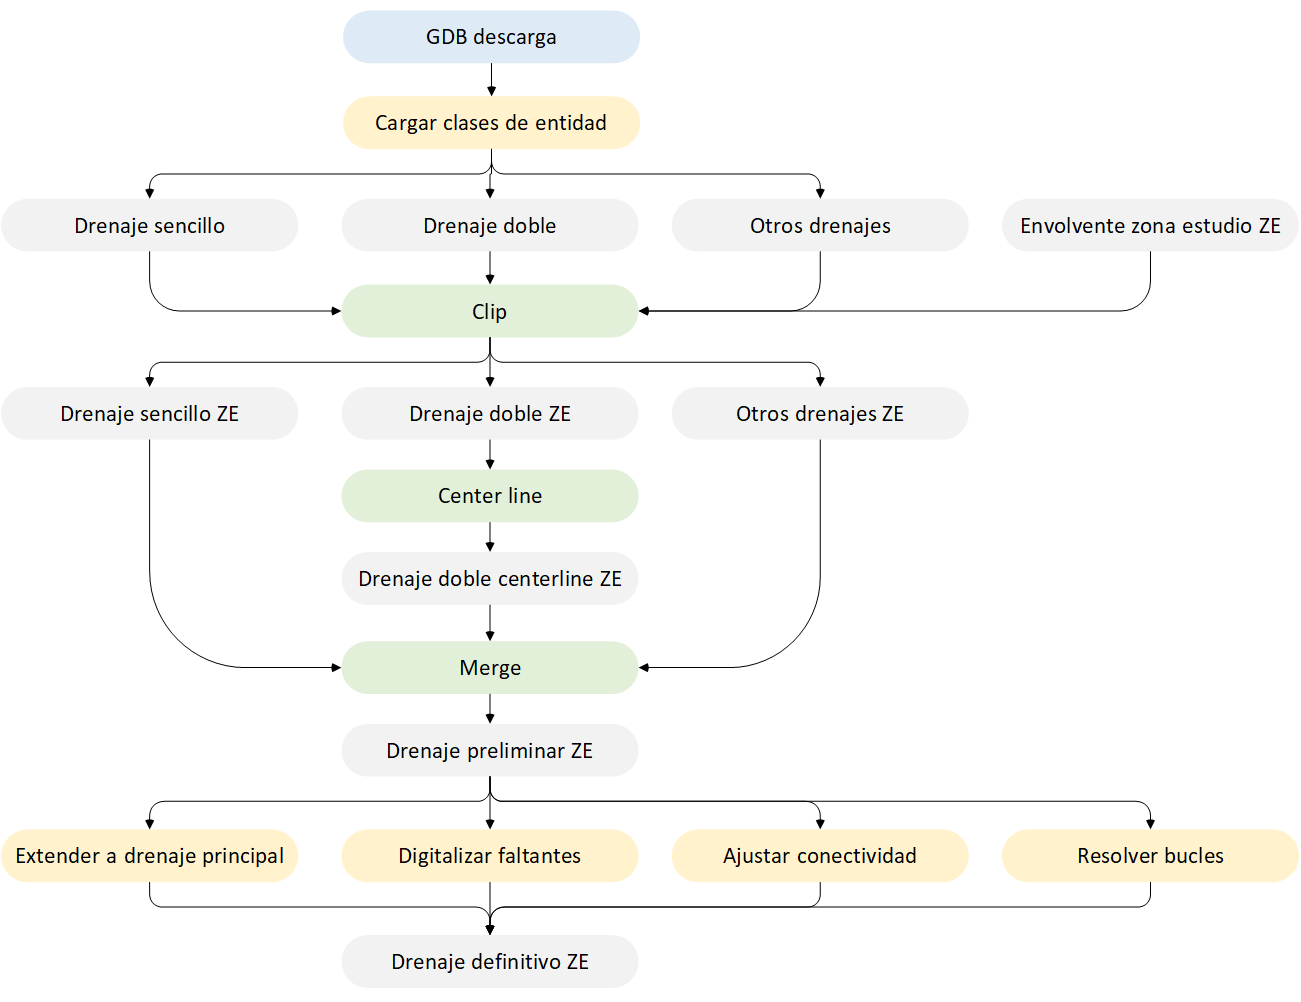 GDB descarga
Cargar clases de entidad
Drenaje sencillo
Drenaje doble
Otros drenajes
Envolvente zona estudio ZE
Clip
Drenaje sencillo ZE
Drenaje doble ZE
Otros drenajes ZE
Center line
Drenaje doble centerline ZE
Merge
Drenaje preliminar ZE
Extender a drenaje principal
Digitalizar faltantes
Ajustar conectividad
Resolver bucles
Drenaje definitivo ZE